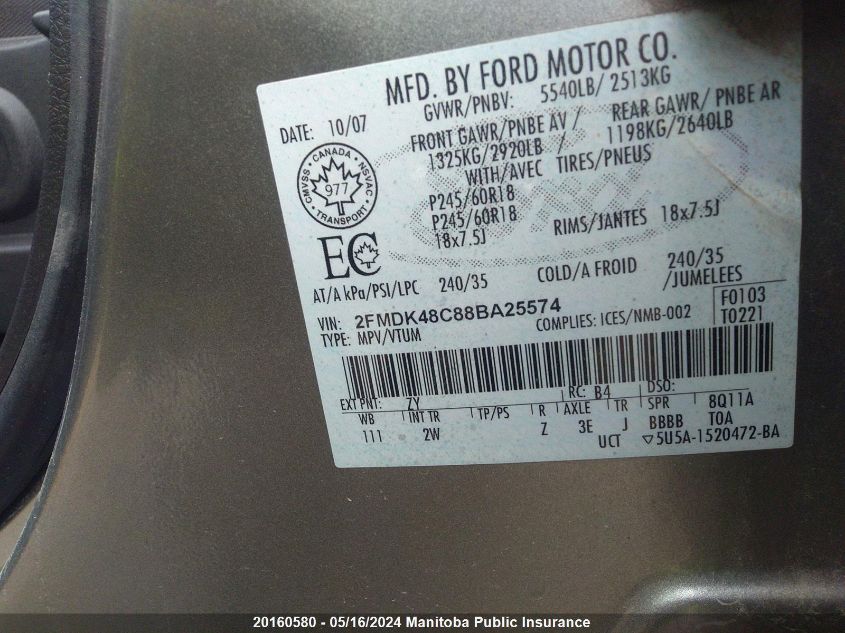 MFD. BY FORD MOTOR CO.
DATE: 10/07 GVWR/PNBV: 5540LB/ 2513KG
FRONT GAWR/PNBE AV / REAR GAWR/ PNBE AR
1325KG/2920LB / 1198KG/2640LB
WITH/AVEC TIRES/PNEUS
P245/60R18
P245/60R18
18x7.5J RIMS/JANTES 18x7.5J
CMVSS • CANADA • NSVAC
977
TRANSPORT
EC
AT/A kPa/PSI/LPC 240/35 COLD/A FROID 240/35
/JUMELEES
VIN: 2FMDK48C88BA25574 F0103
TYPE: MPV/VTUM COMPLIES: ICES/NMB-002 T0221
EXT PNT: ZY RC: B4 DSO:
WB INT TR TP/PS R AXLE TR SPR 8Q11A
111 2W Z 3E J BBBB TOA
UCT ▽5U5A-1520472-BA
20160580 - 05/16/2024 Manitoba Public Insurance